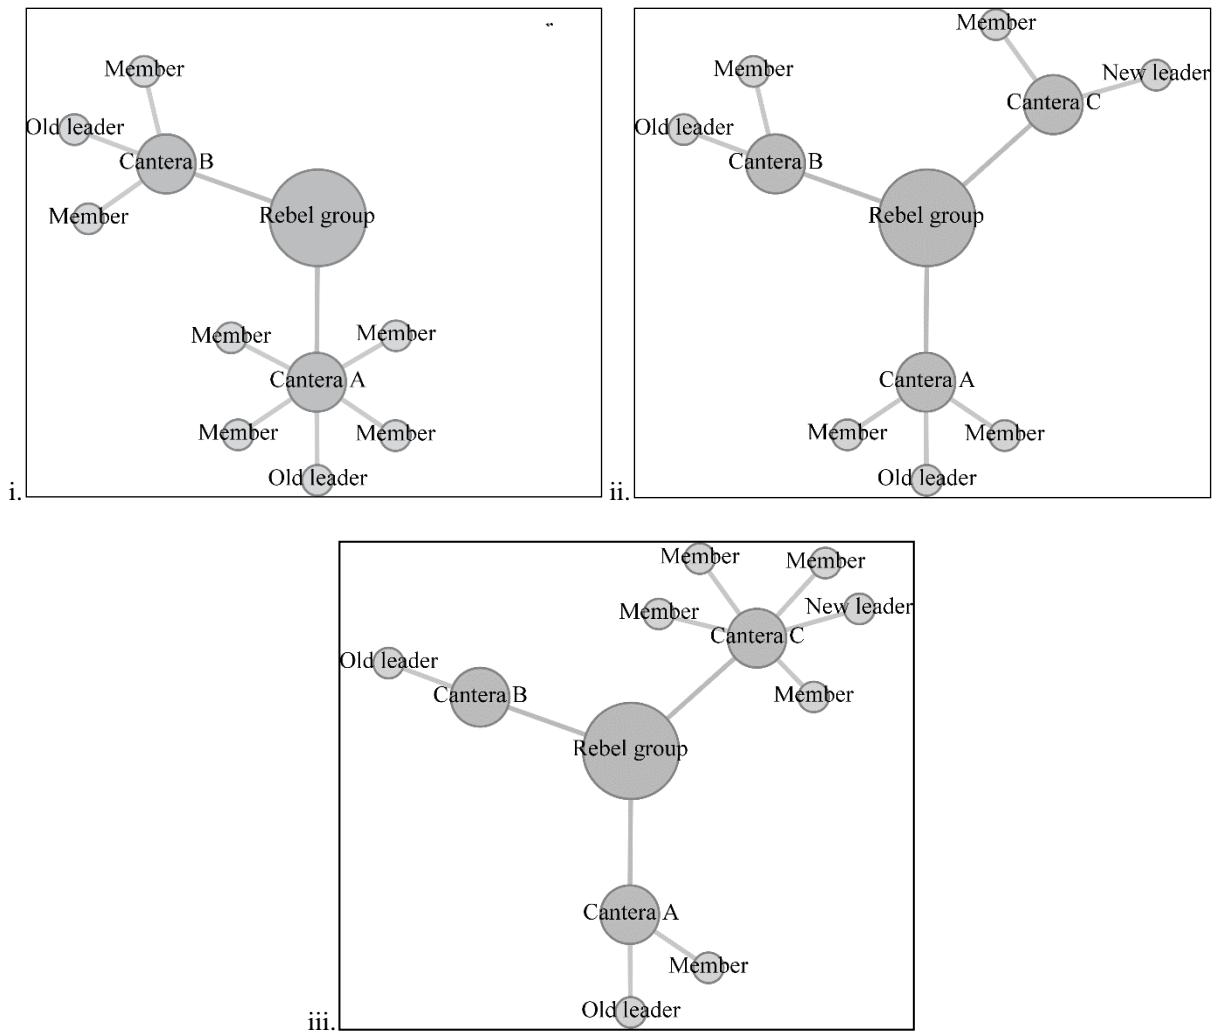 Member
Old leader
Cantera B
Member
Rebel group
Member
Member
Cantera A
Member
Member
Old leader
i.
Member
New leader
Member
Cantera C
Old leader
Cantera B
Rebel group
Cantera A
Member
Member
Old leader
ii.
Member
Member
Member
New leader
Cantera C
Old leader
Cantera B
Member
Rebel group
Cantera A
Member
Old leader
iii.